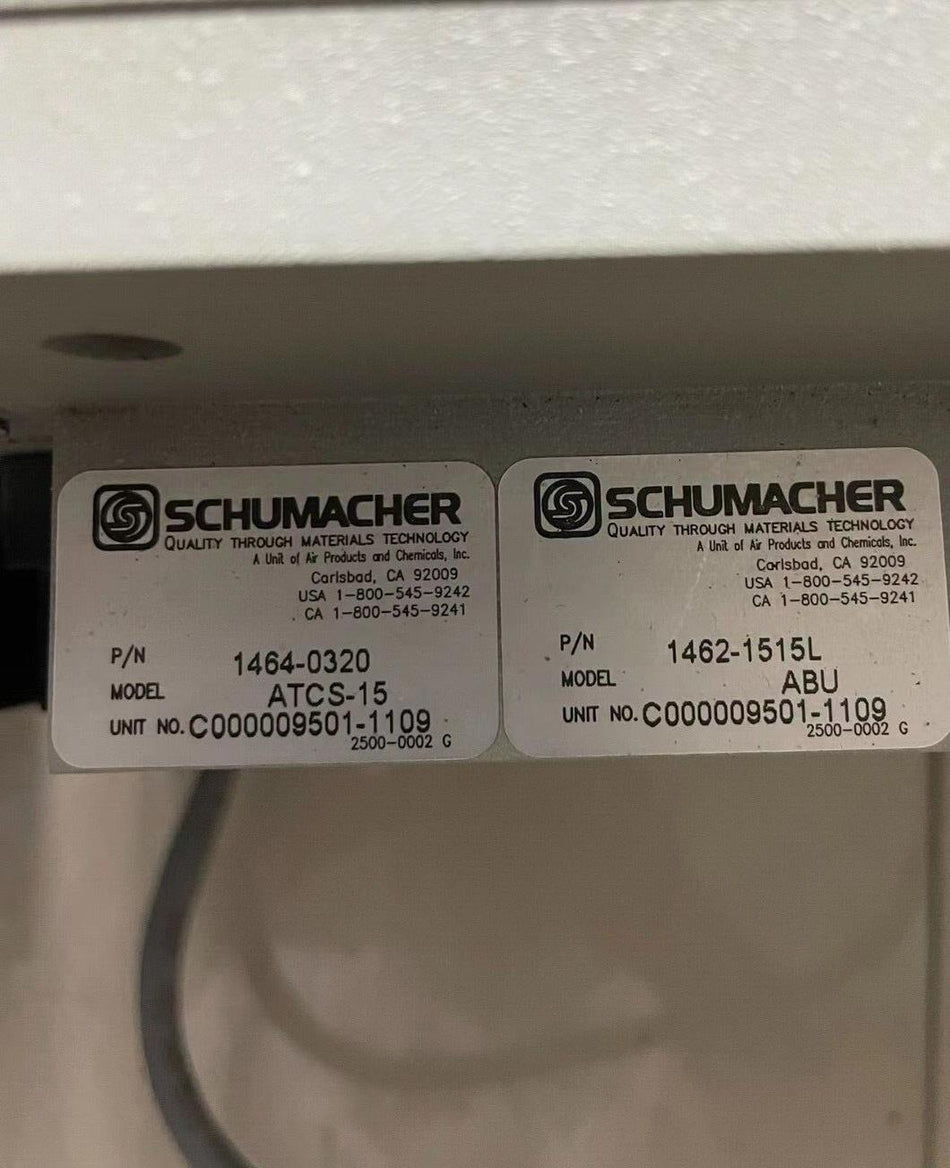 SCHUMACHER
QUALITY THROUGH MATERIALS TECHNOLOGY
A Unit of Air Products and Chemicals, Inc.
Carlsbad, CA 92009
USA 1-800-545-9242
CA 1-800-545-9241
P/N 1464-0320
MODEL ATCS-15
UNIT NO. C000009501-1109
2500-0002 G
SCHUMACHER
QUALITY THROUGH MATERIALS TECHNOLOGY
A Unit of Air Products and Chemicals, Inc.
Carlsbad, CA 92009
USA 1-800-545-9242
CA 1-800-545-9241
P/N 1462-1515L
MODEL ABU
UNIT NO. C000009501-1109
2500-0002 G